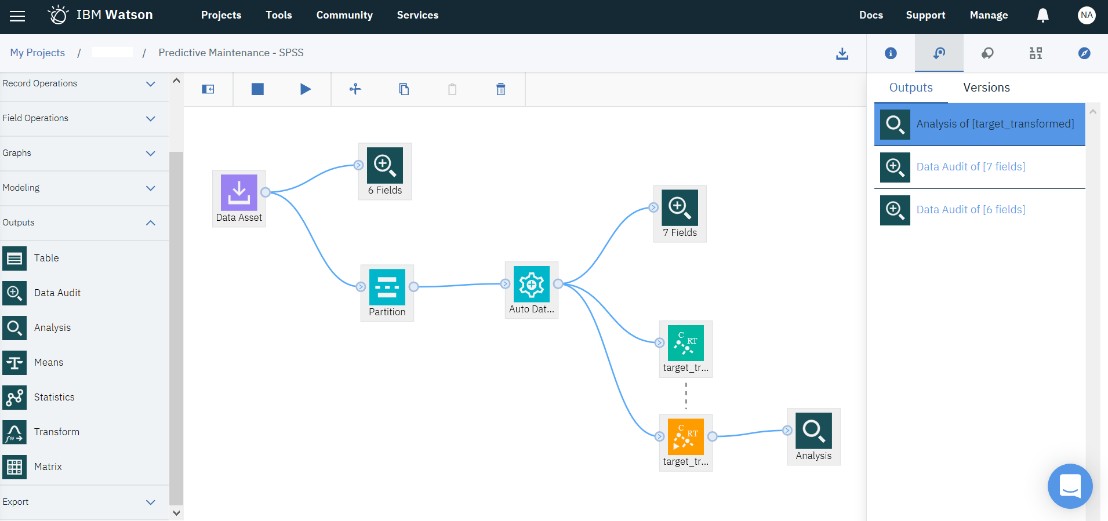 IBM Watson
Projects
Tools
Community
Services
Docs
Support
Manage
NA
My Projects / / Predictive Maintenance - SPSS
Record Operations
Field Operations
Graphs
Modeling
Outputs
Table
Data Audit
Analysis
Means
Statistics
Transform
Matrix
Export
Data Asset
6 Fields
Partition
Auto Dat...
7 Fields
C RT
target_tr...
C RT
target_tr...
Analysis
Outputs
Versions
Analysis of [target_transformed]
Data Audit of [7 fields]
Data Audit of [6 fields]